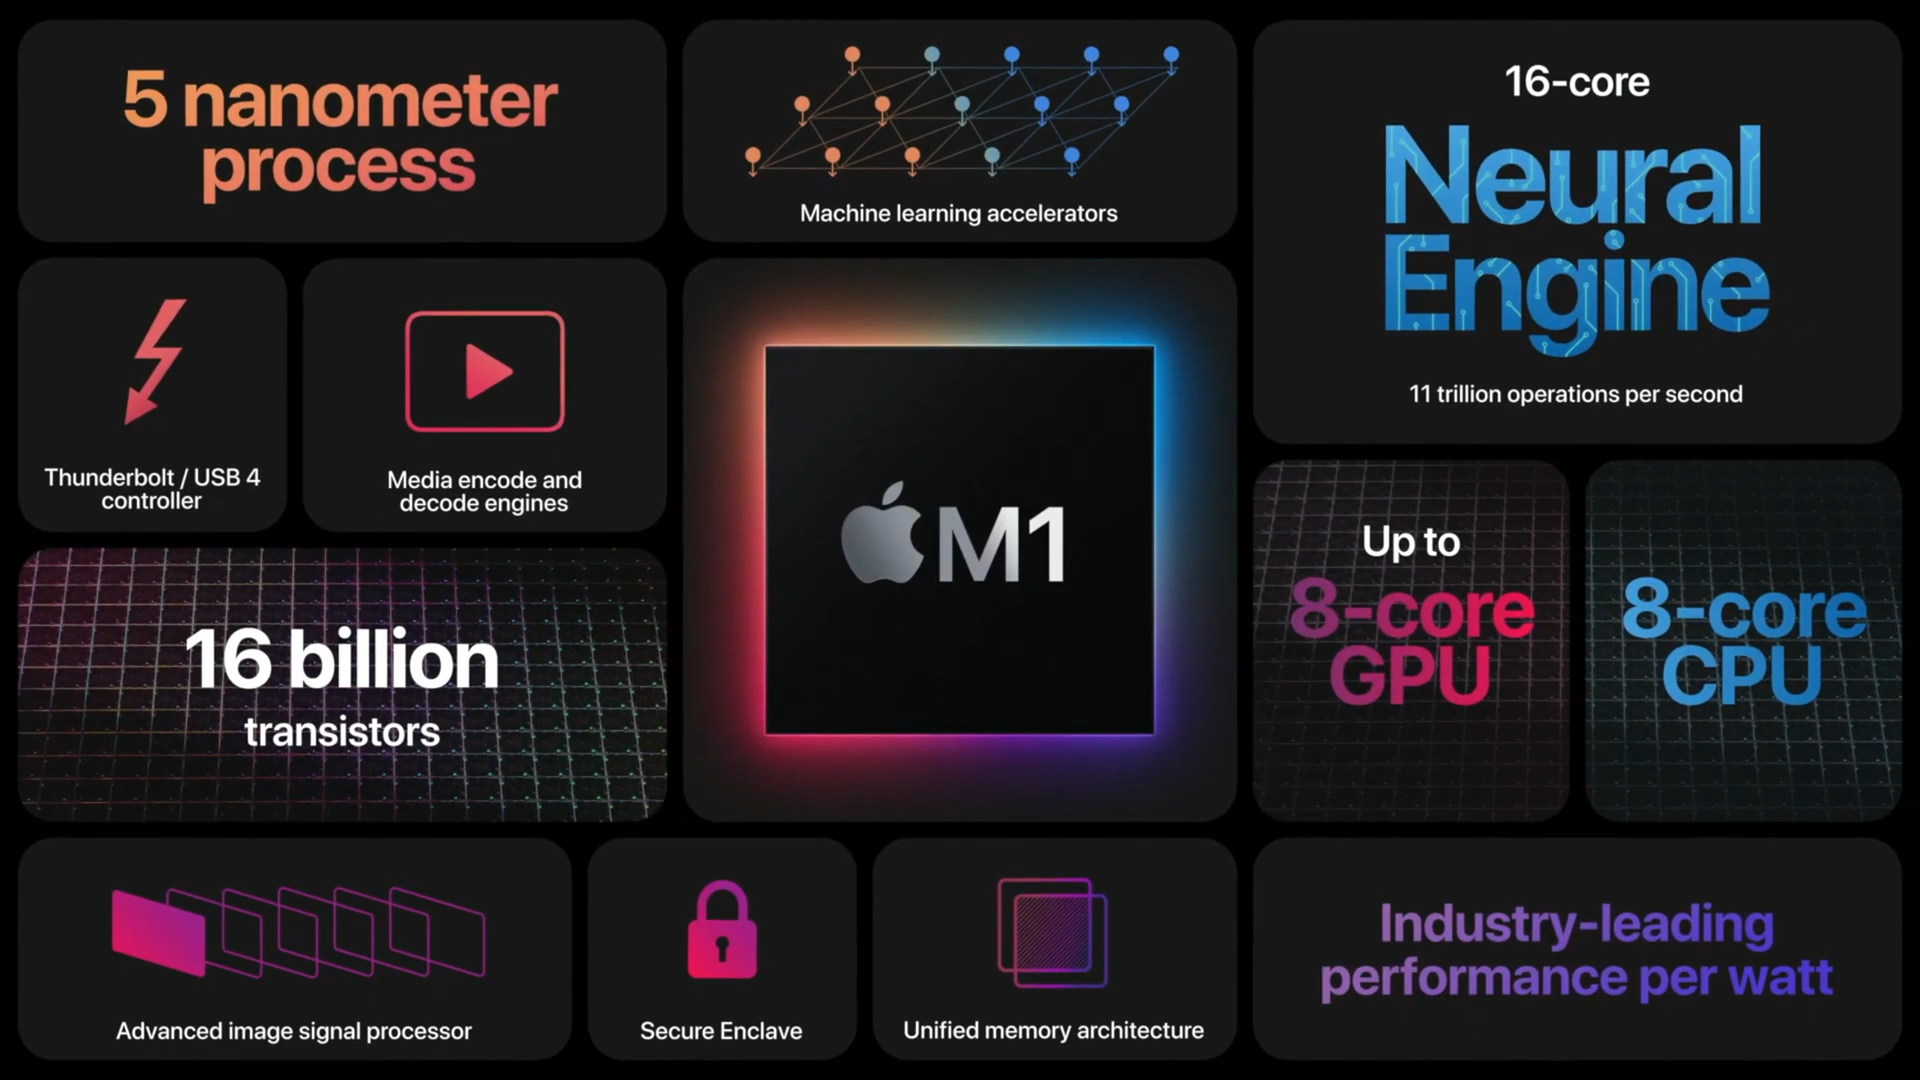 5 nanometer
process
Machine learning accelerators
16-core
Neural
Engine
11 trillion operations per second
Thunderbolt / USB 4
controller
Media encode and
decode engines
M1
Up to
8-core
GPU
8-core
CPU
16 billion
transistors
Advanced image signal processor
Secure Enclave
Unified memory architecture
Industry-leading
performance per watt